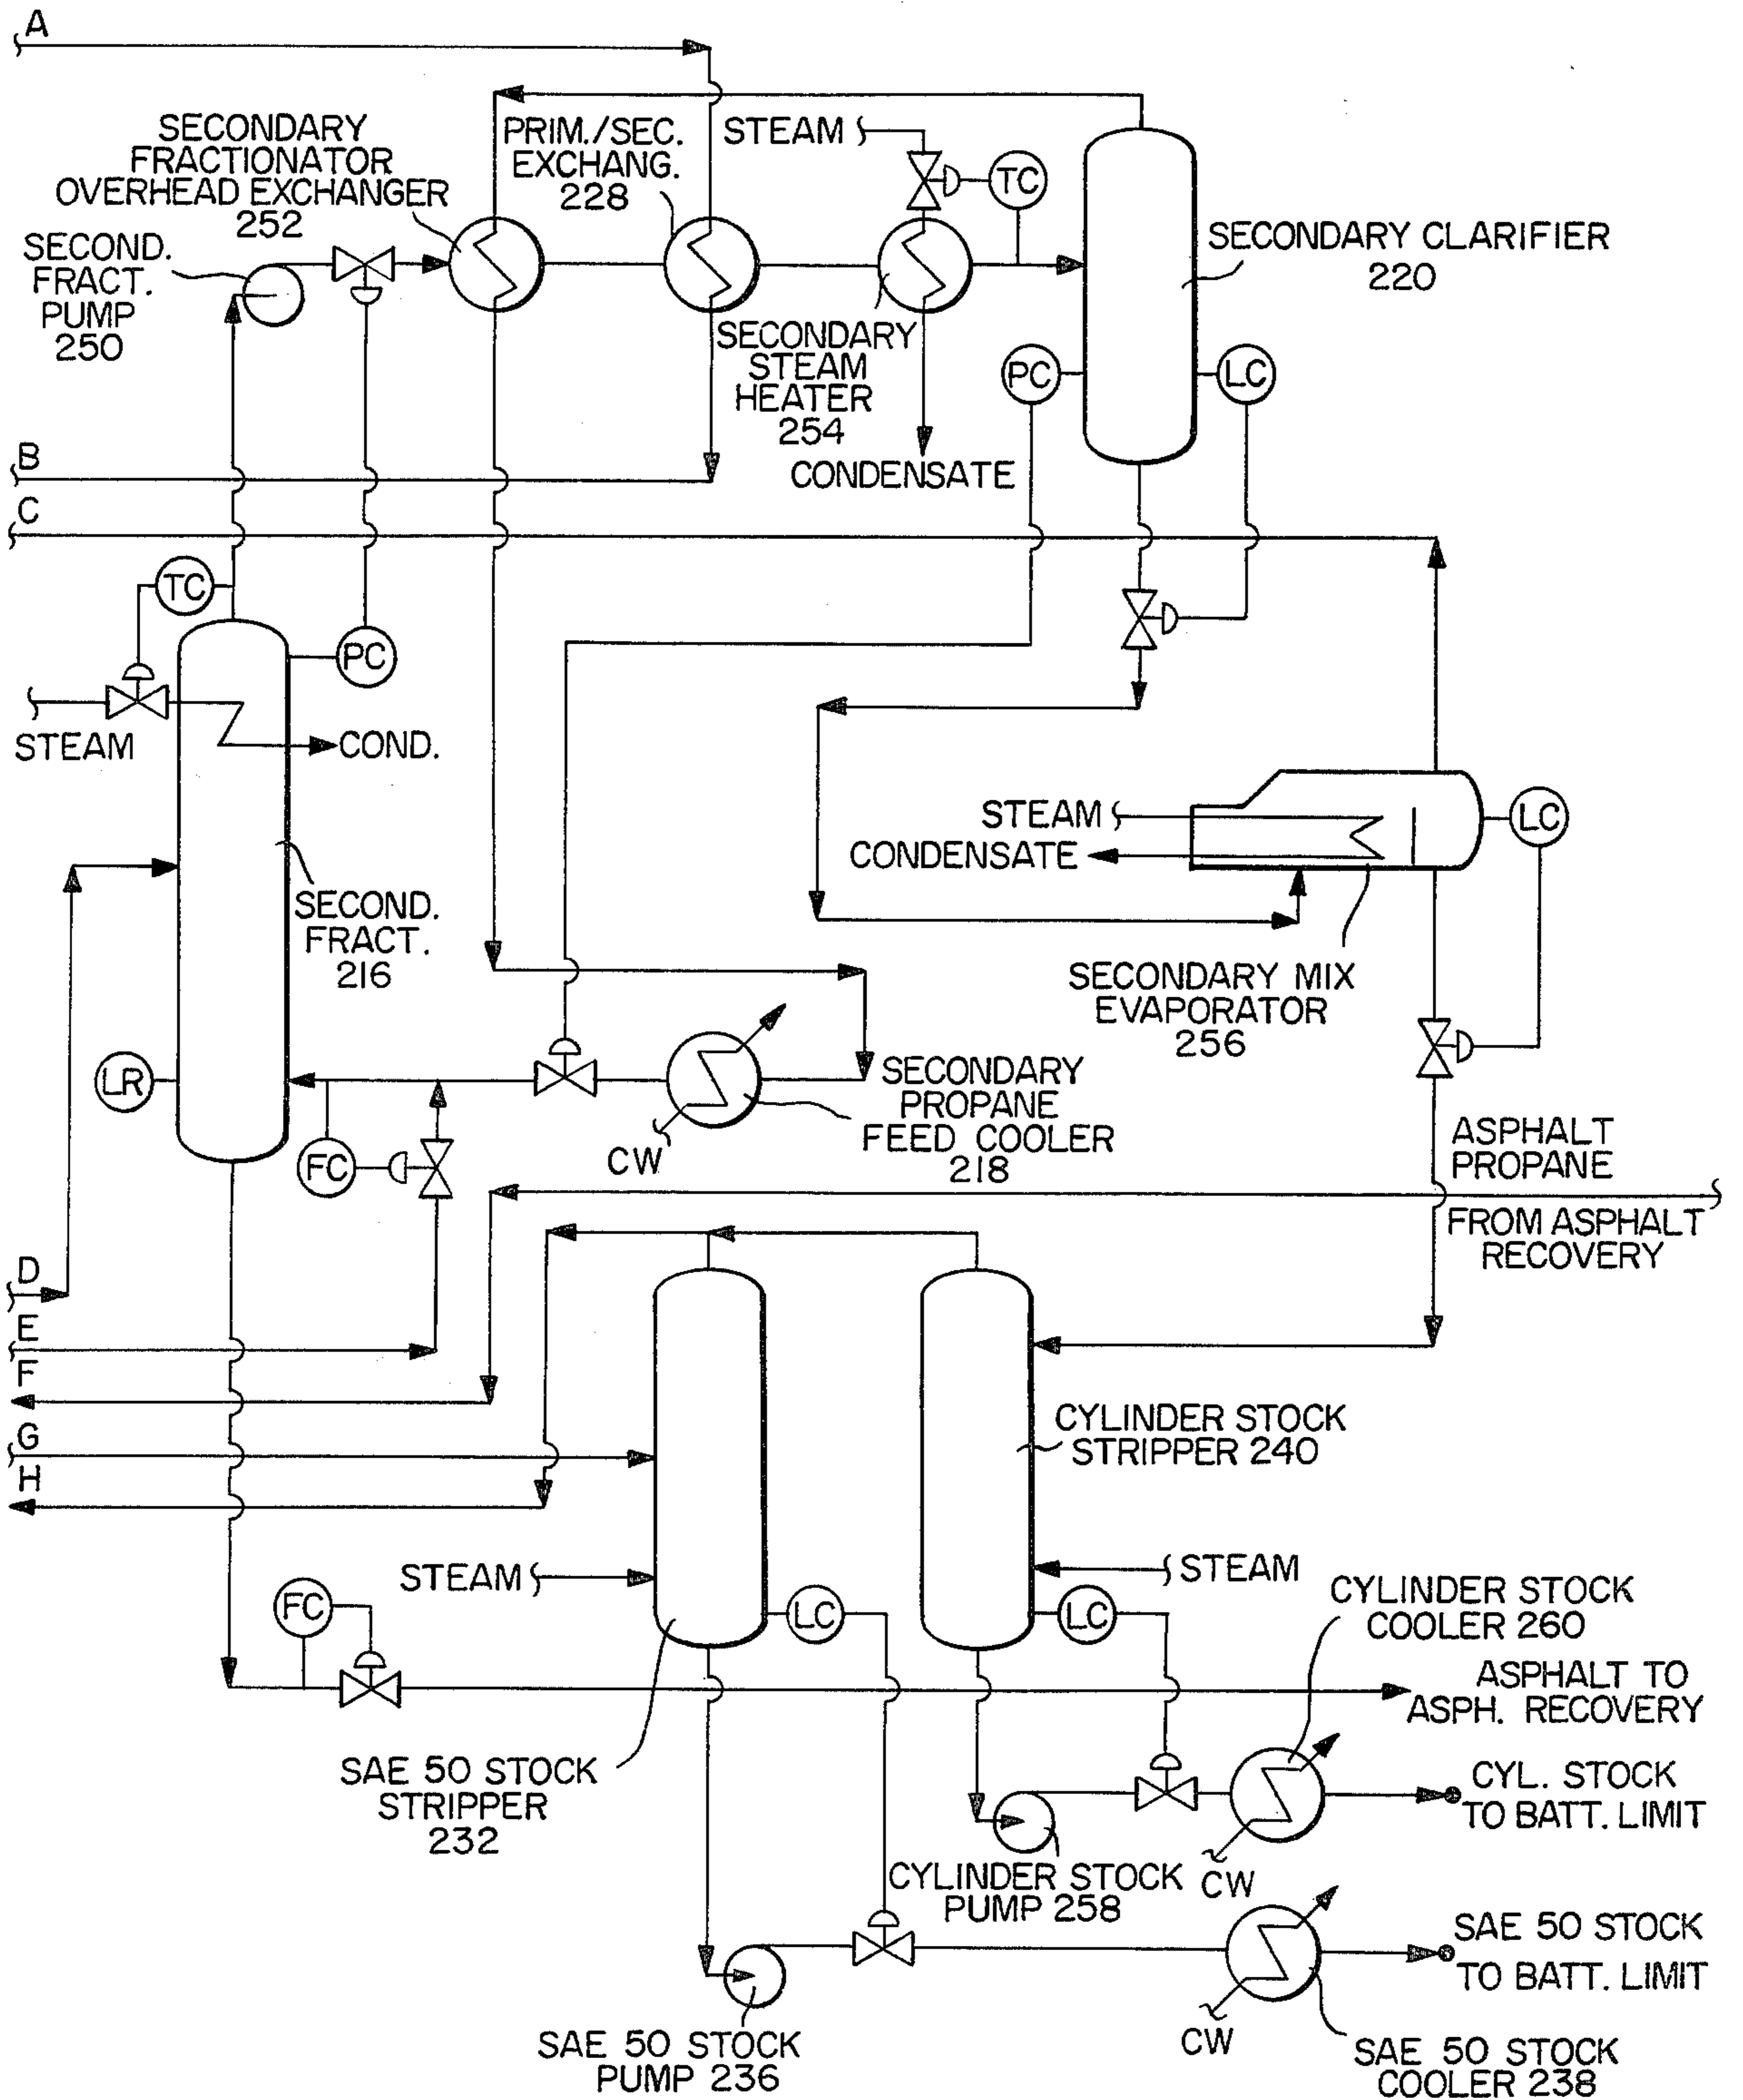 A
SECONDARY
FRACTIONATOR
OVERHEAD EXCHANGER
252
PRIM./SEC.
EXCHANG.
228
STEAM
TC
SECOND.
FRACT.
PUMP
250
SECONDARY CLARIFIER
220
SECONDARY
STEAM
HEATER
254
PC
LC
CONDENSATE
B
C
TC
PC
STEAM
COND.
STEAM
CONDENSATE
LC
SECOND.
FRACT.
216
SECONDARY MIX
EVAPORATOR
256
LR
FC
CW
SECONDARY
PROPANE
FEED COOLER
218
ASPHALT
PROPANE
FROM ASPHALT
RECOVERY
D
E
F
G
H
CYLINDER STOCK
STRIPPER 240
STEAM
STEAM
FC
LC
LC
CYLINDER STOCK
COOLER 260
ASPHALT TO
ASPH. RECOVERY
SAE 50 STOCK
STRIPPER
232
CYL. STOCK
TO BATT. LIMIT
CYLINDER STOCK
PUMP 258
CW
SAE 50 STOCK
TO BATT. LIMIT
CW
SAE 50 STOCK
PUMP 236
SAE 50 STOCK
COOLER 238